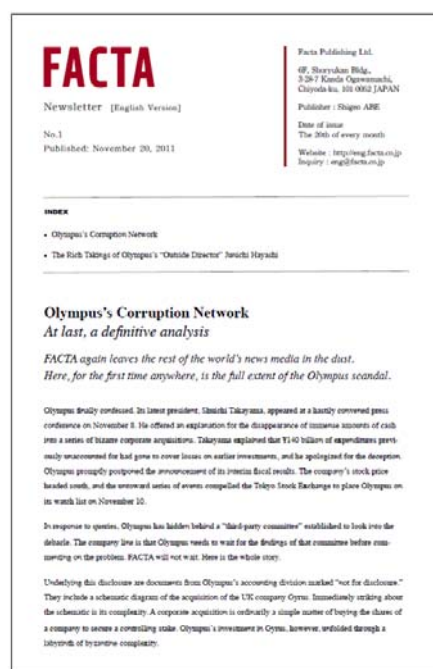 FACTA
Newsletter [English Version]
No.1
Published: November 20, 2011
Facta Publishing Ltd.
6F, Shoryukan Bldg.,
3-28-7 Kanda Ogawamachi,
Chiyoda-ku, 101-0052 JAPAN
Publisher : Shigeo ABE
Date of issue
The 20th of every month
Website : http://eng.facta.co.jp
Inquiry : eng@facta.co.jp
INDEX
• Olympus's Corruption Network
• The Rich Takings of Olympus's "Outside Director" Junichi Hayashi
Olympus's Corruption Network
At last, a definitive analysis
FACTA again leaves the rest of the world's news media in the dust.
Here, for the first time anywhere, is the full extent of the Olympus scandal.
Olympus finally confessed. Its latest president, Shuichi Takayama, appeared at a hastily convened press
conference on November 8. He offered an explanation for the disappearance of immense amounts of cash
into a series of bizarre corporate acquisitions. Takayama explained that ¥140 billion of expenditures previ-
ously unaccounted for had gone to cover losses on earlier investments, and he apologized for the deception.
Olympus promptly postponed the announcement of its interim fiscal results. The company's stock price
headed south, and the untoward series of events compelled the Tokyo Stock Exchange to place Olympus on
its watch list on November 10.
In response to queries, Olympus has hidden behind a "third-party committee" established to look into the
debacle. The company line is that Olympus needs to wait for the findings of that committee before com-
menting on the problem. FACTA will not wait. Here is the whole story.
Underlying this disclosure are documents from Olympus's accounting division marked "not for disclosure."
They include a schematic diagram of the acquisition of the UK company Gyrus. Immediately striking about
the schematic is its complexity. A corporate acquisition is ordinarily a simple matter of buying the shares of
a company to secure a controlling stake. Olympus's investment in Gyrus, however, unfolded through a
labyrinth of byzantine complexity.